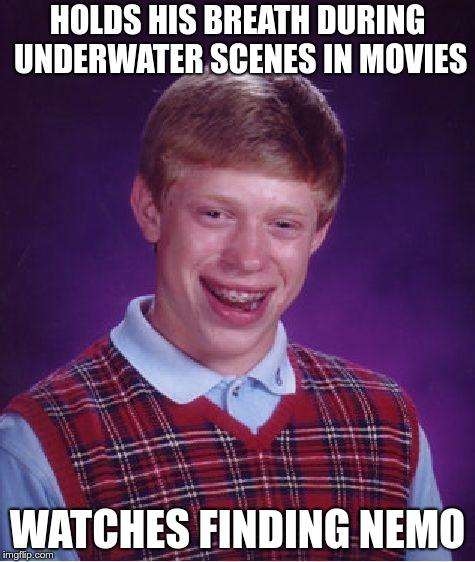 HOLDS HIS BREATH DURING
UNDERWATER SCENES IN MOVIES
WATCHES FINDING NEMO
imgflip.com